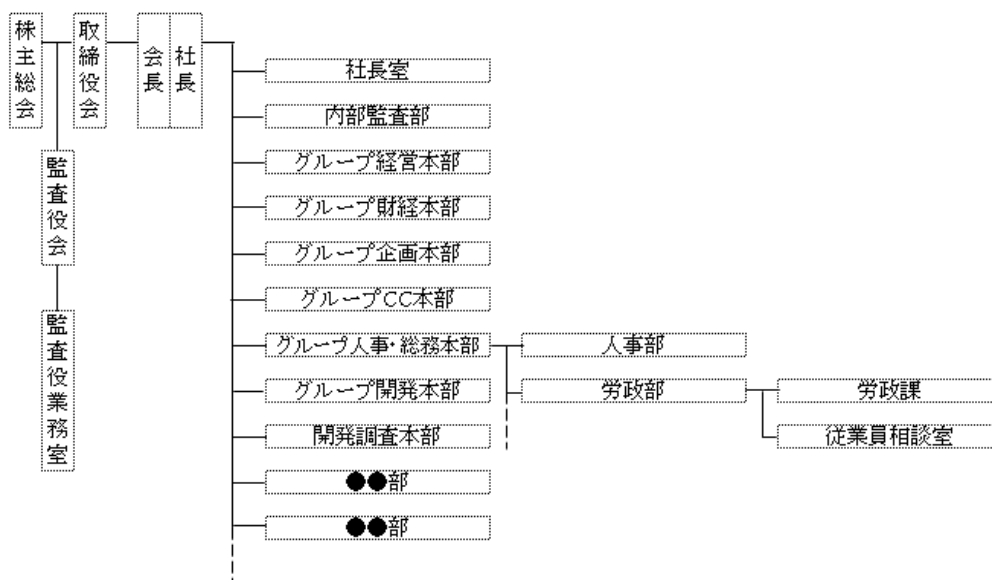 株主総会
取締役会
会長
社長
監査役会
監査役業務室
社長室
内部監査部
グループ経営本部
グループ財経本部
グループ企画本部
グループCC本部
グループ人事・総務本部
人事部
グループ開発本部
労政部
労政課
開発調査本部
従業員相談室
●●部
●●部